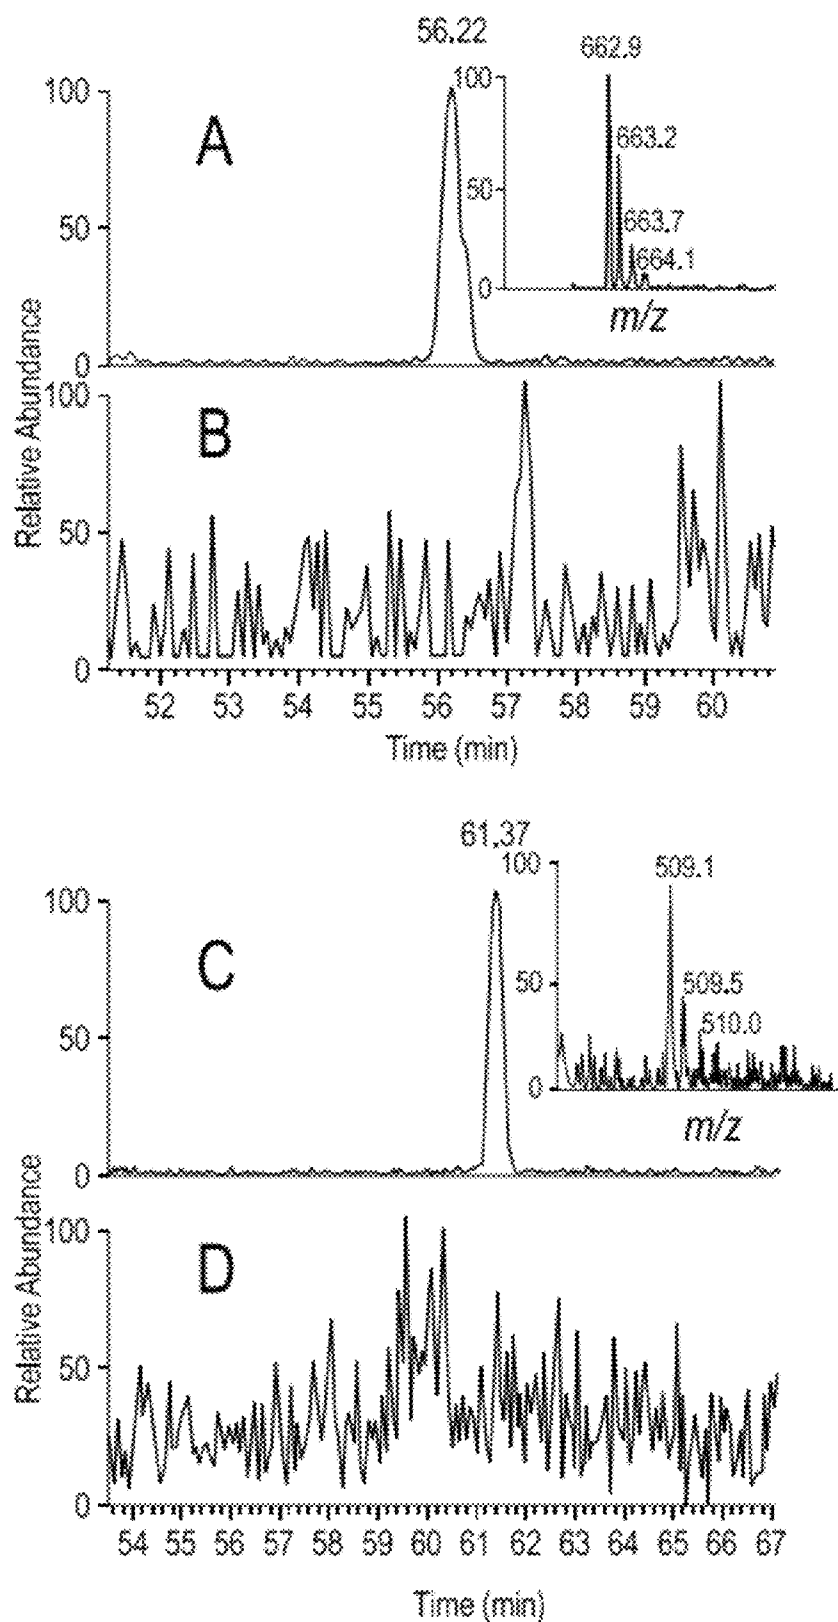 56.22
662.9
100
663.2
50
663.7
664.1
0
m/z
100
A
50
0
Relative Abundance
100
B
50
0
52 53 54 55 56 57 58 59 60
Time (min)
61.37
100
509.1
50
509.5
510.0
0
m/z
100
C
50
0
Relative Abundance
100
D
50
0
54 55 56 57 58 59 60 61 62 63 64 65 66 67
Time (min)